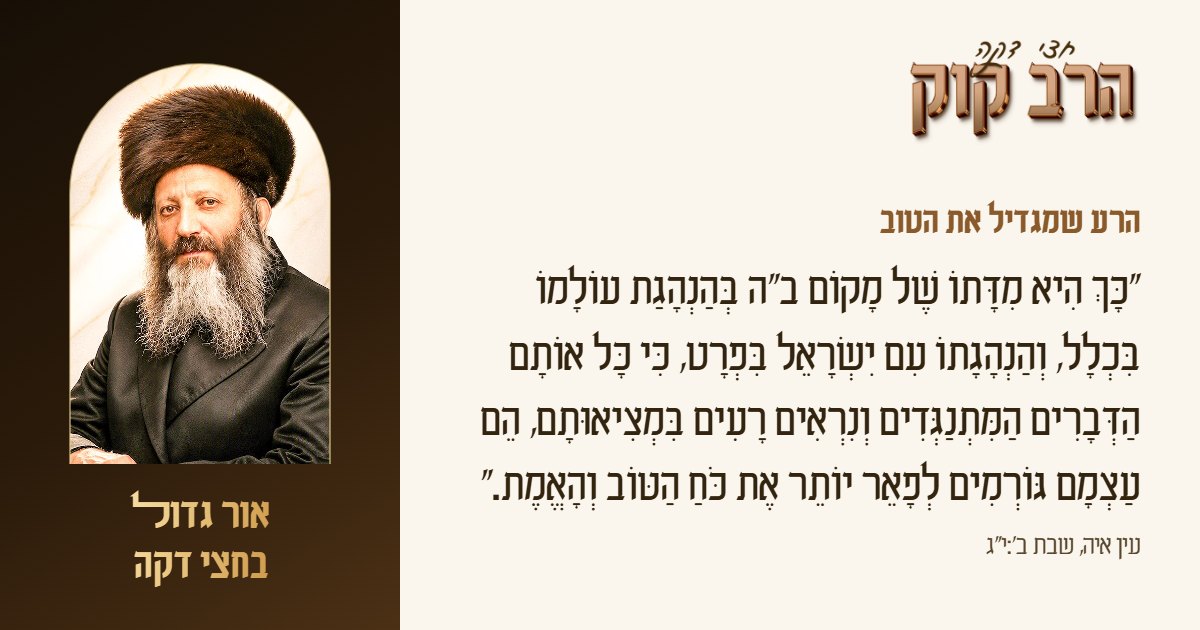 חצי דקה
הרב קוק
הרע שמגדיל את הטוב
"כָּךְ הִיא מִדָּתוֹ שֶׁל מָקוֹם ב"ה בְּהַנְהָגַת עוֹלָמוֹ
בִּכְלָל, וְהַנְהָגָתוֹ עִם יִשְׂרָאֵל בִּפְרָט, כִּי כָּל אוֹתָם
הַדְּבָרִים הַמִּתְנַגְּדִים וְנִרְאִים רָעִים בִּמְצִיאוּתָם, הֵם
עַצְמָם גּוֹרְמִים לְפָאֵר יוֹתֵר אֶת כֹּחַ הַטּוֹב וְהָאֱמֶת."
עין איה, שבת ב':י"ג
אור גדול
בחצי דקה